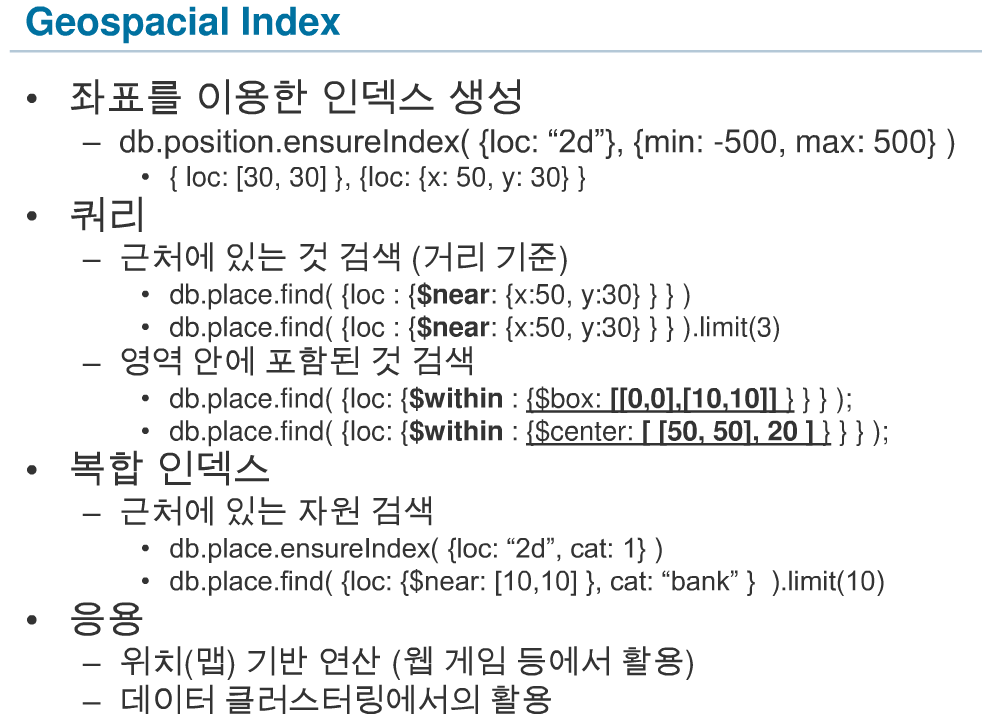 Geospacial Index
• 좌표를 이용한 인덱스 생성
– db.position.ensureIndex( {loc: “2d”}, {min: -500, max: 500} )
• { loc: [30, 30] }, {loc: {x: 50, y: 30} }
• 쿼리
– 근처에 있는 것 검색 (거리 기준)
• db.place.find( {loc : {$near: {x:50, y:30} } } )
• db.place.find( {loc : {$near: {x:50, y:30} } } ).limit(3)
– 영역 안에 포함된 것 검색
• db.place.find( {loc: {$within : {$box: [[0,0],[10,10]] } } } );
• db.place.find( {loc: {$within : {$center: [ [50, 50], 20 ] } } } );
• 복합 인덱스
– 근처에 있는 자원 검색
• db.place.ensureIndex( {loc: “2d”, cat: 1} )
• db.place.find( {loc: {$near: [10,10] }, cat: “bank” } ).limit(10)
• 응용
– 위치(맵) 기반 연산 (웹 게임 등에서 활용)
– 데이터 클러스터링에서의 활용